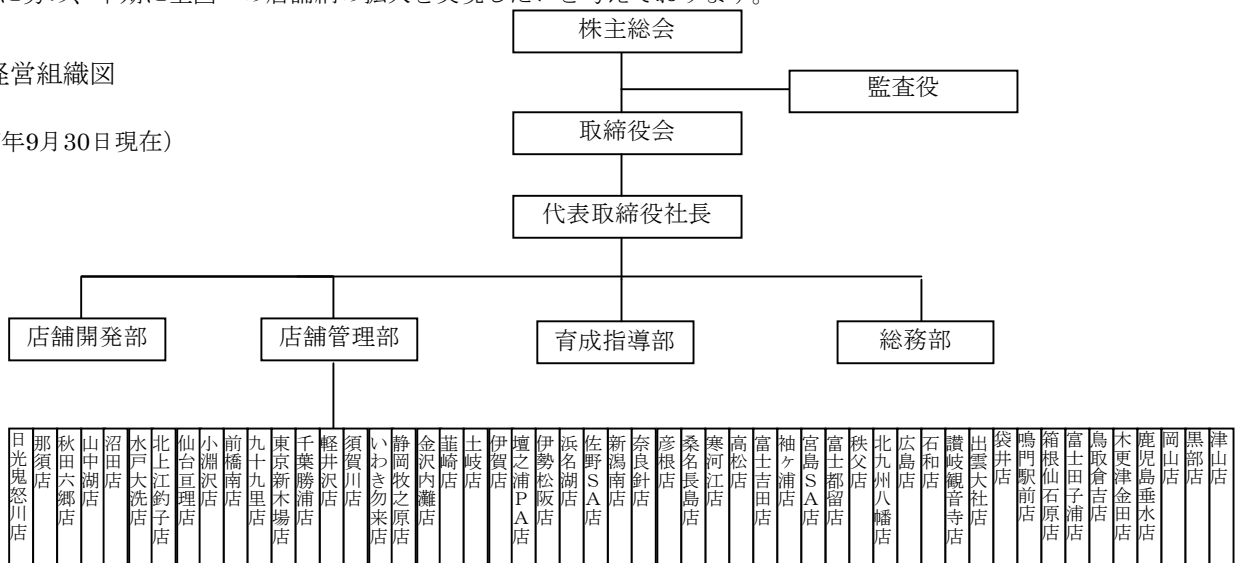 に努め、早期に全国への店舗網の拡大を実現したいと考えております。
株主総会
経営組織図
監査役
年9月30日現在）
取締役会
代表取締役社長
店舗開発部
店舗管理部
育成指導部
総務部
日光鬼怒川店
那須店
秋田六郷店
山中湖店
沼田店
水戸大洗店
北上江釣子店
仙台亘理店
小淵沢店
前橋南店
九十九里店
東京新木場店
千葉勝浦店
軽井沢店
須賀川店
いわき勿来店
静岡牧之原店
金沢内灘店
韮崎店
土岐店
伊賀店
壇之浦PA店
伊勢松阪店
浜名湖店
佐野SA店
新潟南店
奈良針店
彦根店
桑名長島店
寒河江店
高松店
富士吉田店
袖ヶ浦店
宮島SA店
富士都留店
秩父店
北九州八幡店
広島店
石和店
讃岐観音寺店
出雲大社店
袋井店
鳴門駅前店
箱根仙石原店
富士田子浦店
鳥取倉吉店
木更津金田店
鹿児島垂水店
岡山店
黒部店
津山店